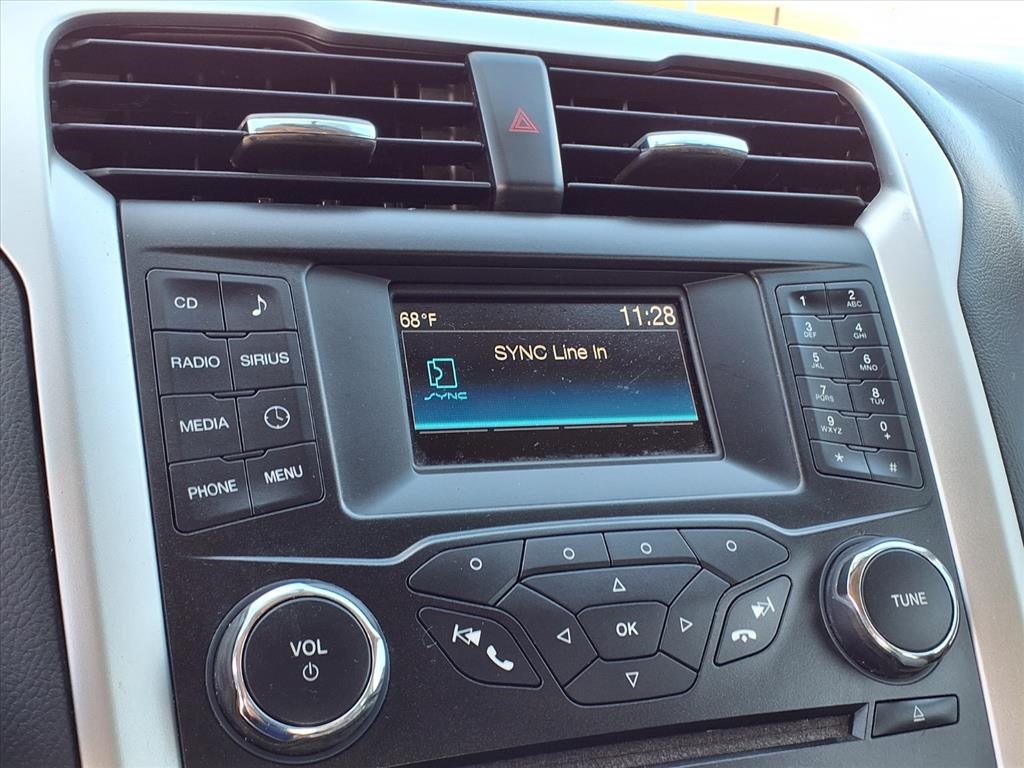 68°F 11:28
SYNC Line In
SYNC
CD
RADIO SIRIUS
MEDIA
PHONE MENU
1 2 ABC
3 DEF 4 GHI
5 JKL 6 MNO
7 PQRS 8 TUV
9 WXYZ 0 +
* #
OK
VOL
TUNE